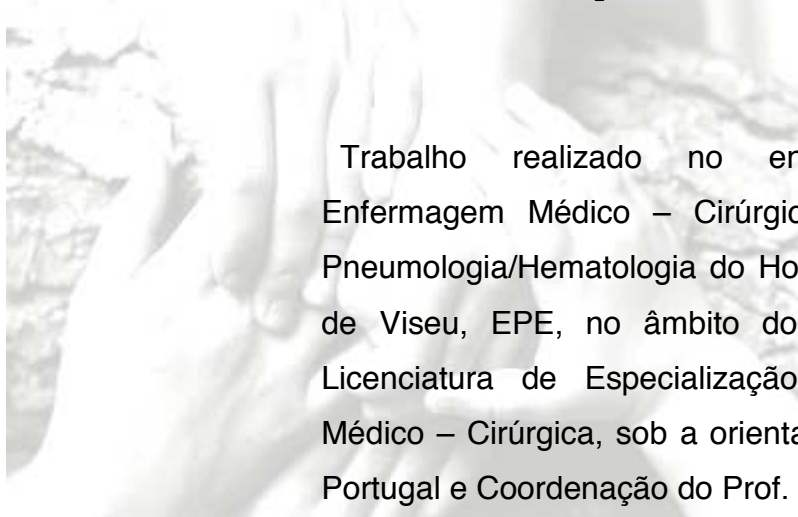 Trabalho realizado no
Enfermagem Médico – Cirúrgic
Pneumologia/Hematologia do Ho
de Viseu, EPE, no âmbito do
Licenciatura de Especialização
Médico – Cirúrgica, sob a orienta
Portugal e Coordenação do Prof.